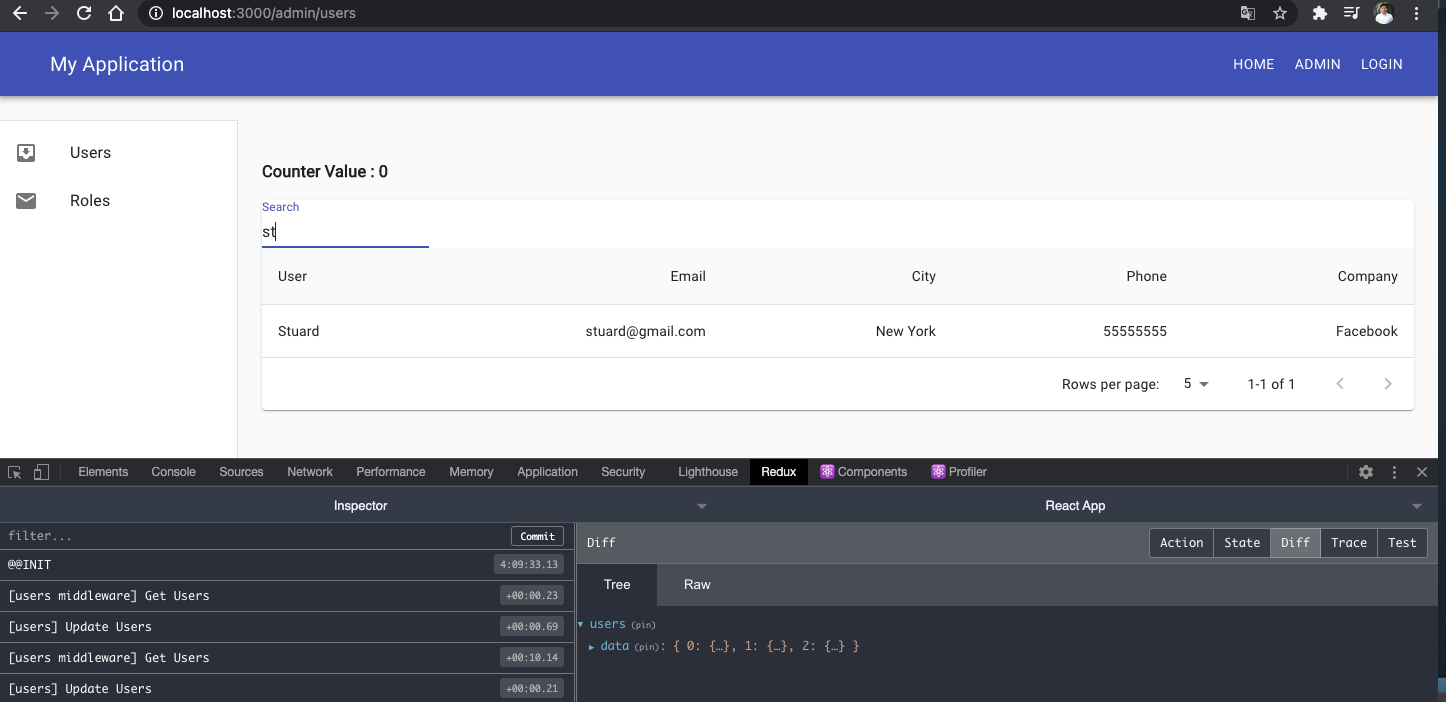 localhost:3000/admin/users
My Application HOME ADMIN LOGIN
Users
Roles
Counter Value : 0
Search
st
User Email City Phone Company
Stuard stuard@gmail.com New York 55555555 Facebook
Rows per page: 5 1-1 of 1
Elements Console Sources Network Performance Memory Application Security Lighthouse Redux Components Profiler
Inspector React App
filter... Commit Diff Action State Diff Trace Test
@@INIT 4:09:33.13
Tree Raw
[users middleware] Get Users +00:00.23
[users] Update Users +00:00.69
users (pin)
data (pin): { 0: {…}, 1: {…}, 2: {…} }
[users middleware] Get Users +00:10.14
[users] Update Users +00:00.21